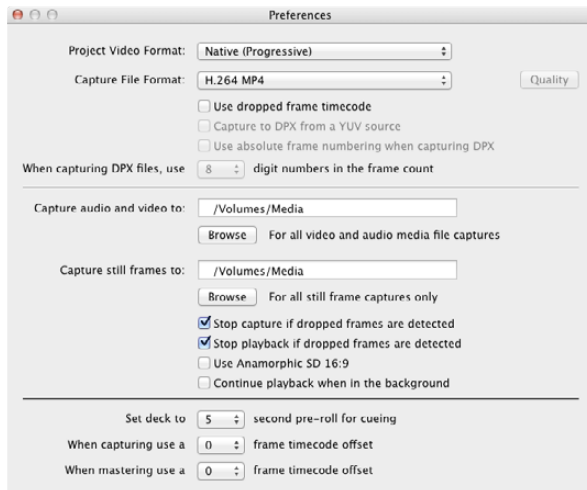 Preferences
Project Video Format: Native (Progressive)
Capture File Format: H.264 MP4 Quality
Use dropped frame timecode
Capture to DPX from a YUV source
Use absolute frame numbering when capturing DPX
When capturing DPX files, use 8 digit numbers in the frame count
Capture audio and video to: /Volumes/Media
Browse For all video and audio media file captures
Capture still frames to: /Volumes/Media
Browse For all still frame captures only
Stop capture if dropped frames are detected
Stop playback if dropped frames are detected
Use Anamorphic SD 16:9
Continue playback when in the background
Set deck to 5 second pre-roll for cueing
When capturing use a 0 frame timecode offset
When mastering use a 0 frame timecode offset